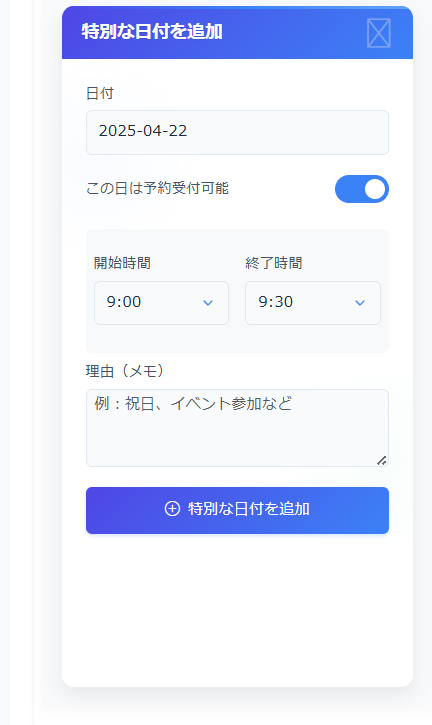 特別な日付を追加
日付
2025-04-22
この日は予約受付可能
開始時間 終了時間
9:00 9:30
理由（メモ）
例：祝日、イベント参加など
特別な日付を追加